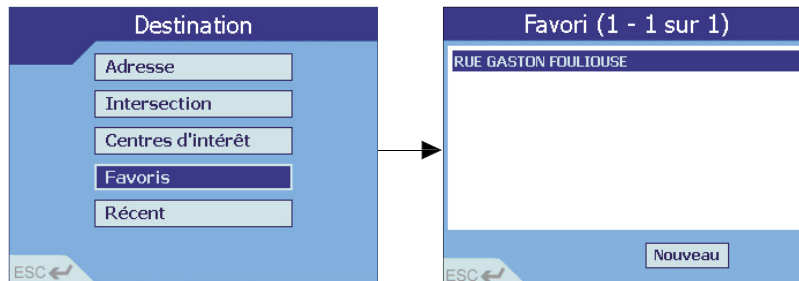 Destination
Adresse
Intersection
Centres d'intérêt
Favoris
Récent
ESC
Favori (1 - 1 sur 1)
RUE GASTON FOULIOUSE
Nouveau
ESC